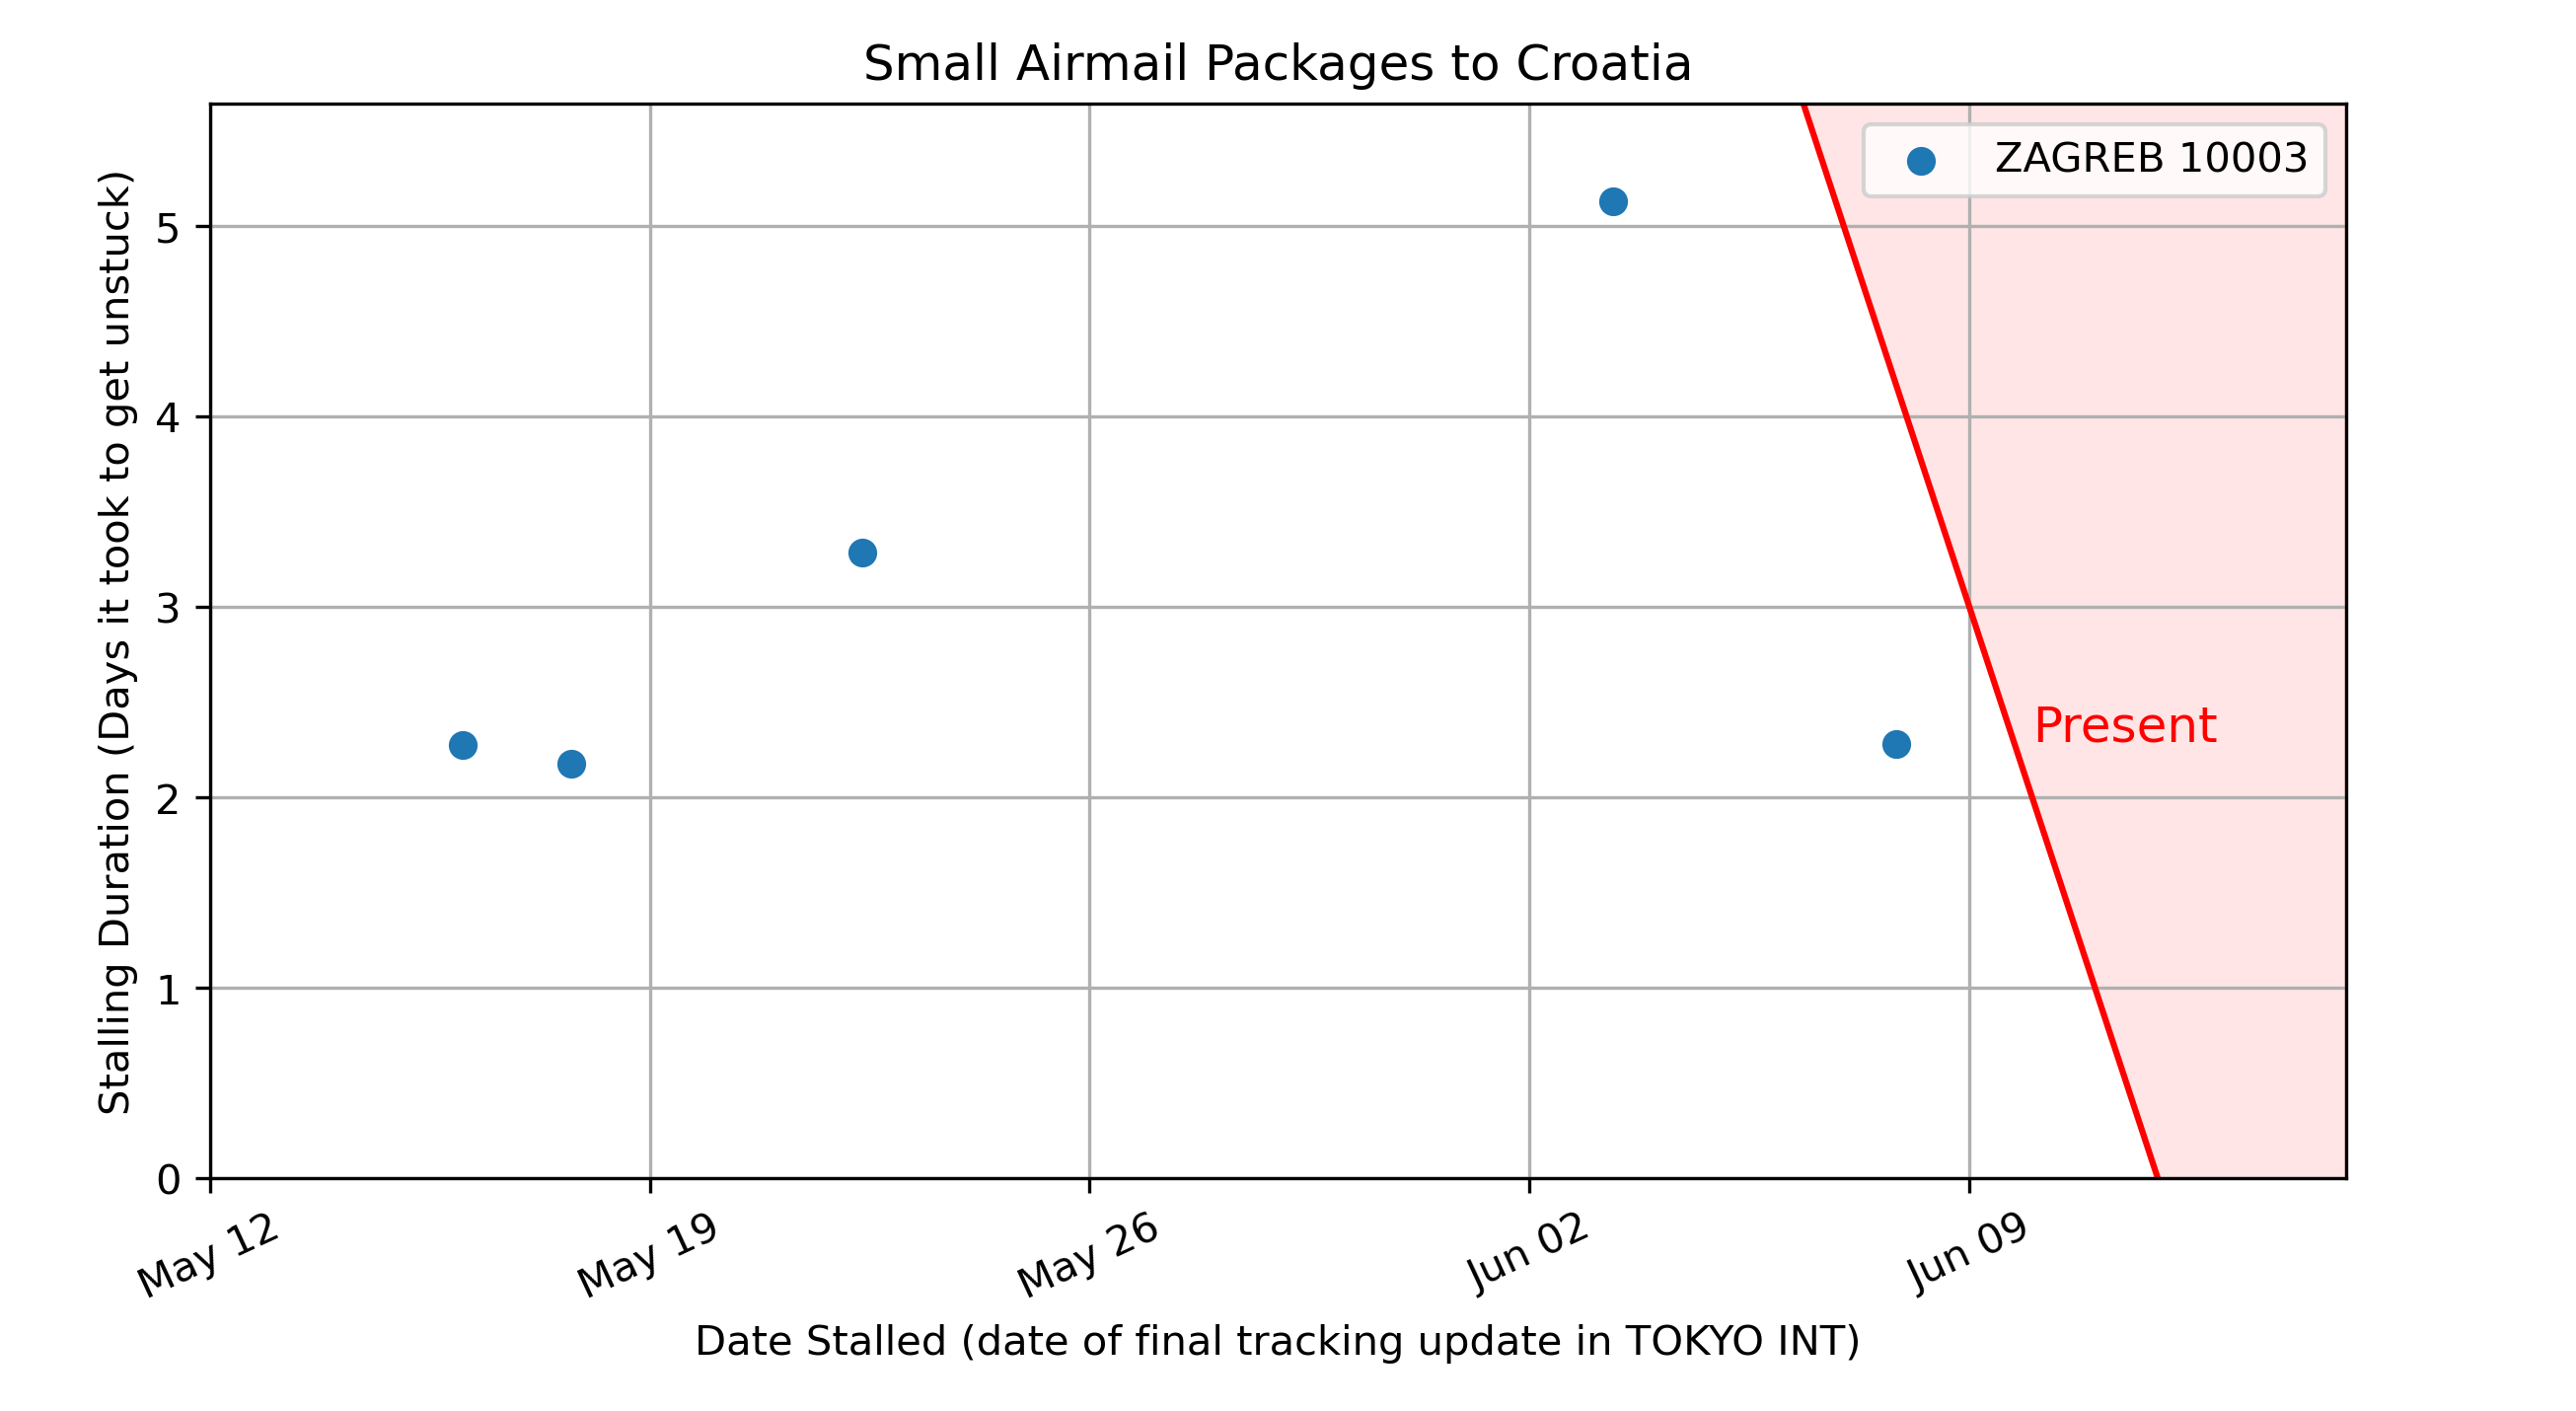 Small Airmail Packages to Croatia
ZAGREB 10003
Stalling Duration (Days it took to get unstuck)
5
4
3
2
1
0
Present
May 12
May 19
May 26
Jun 02
Jun 09
Date Stalled (date of final tracking update in TOKYO INT)